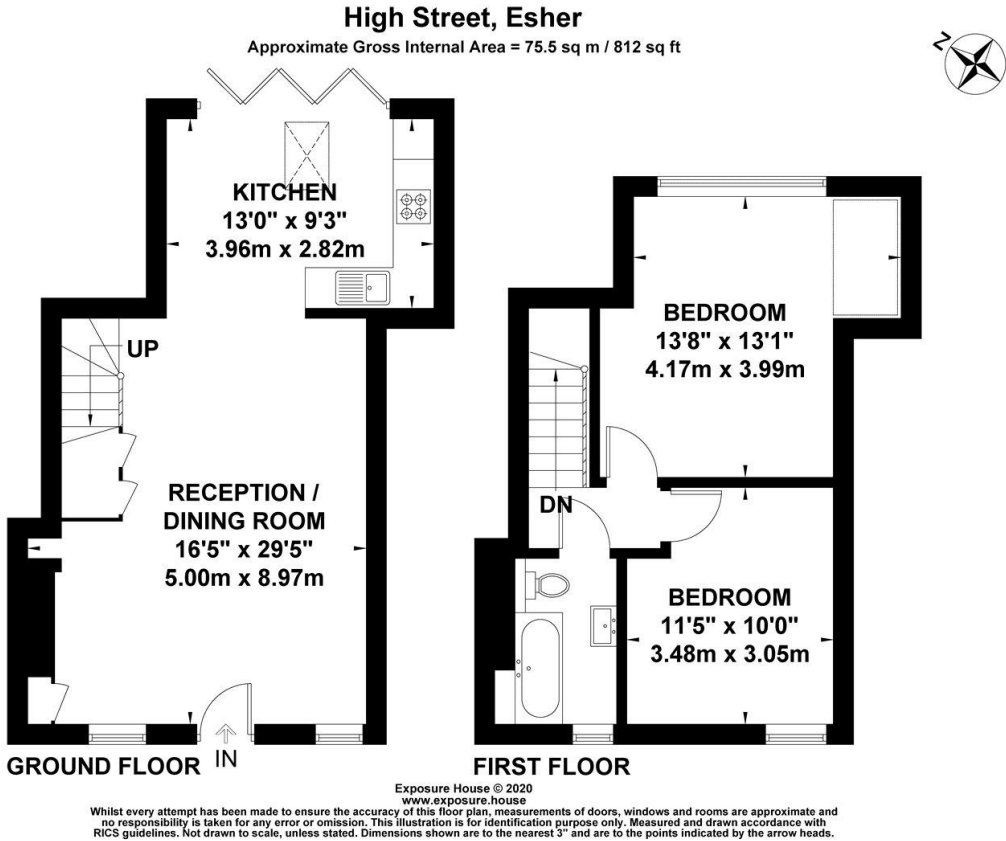 High Street, Esher
Approximate Gross Internal Area = 75.5 sq m / 812 sq ft
N
KITCHEN
13'0" x 9'3"
3.96m x 2.82m
UP
RECEPTION /
DINING ROOM
16'5" x 29'5"
5.00m x 8.97m
IN
GROUND FLOOR
BEDROOM
13'8" x 13'1"
4.17m x 3.99m
DN
BEDROOM
11'5" x 10'0"
3.48m x 3.05m
FIRST FLOOR
Exposure House © 2020
www.exposure.house
Whilst every attempt has been made to ensure the accuracy of this floor plan, measurements of doors, windows and rooms are approximate and
no responsibility is taken for any error or omission. This illustration is for identification purpose only. Measured and drawn accordance with
RICS guidelines. Not drawn to scale, unless stated. Dimensions shown are to the nearest 3" and are to the points indicated by the arrow heads.